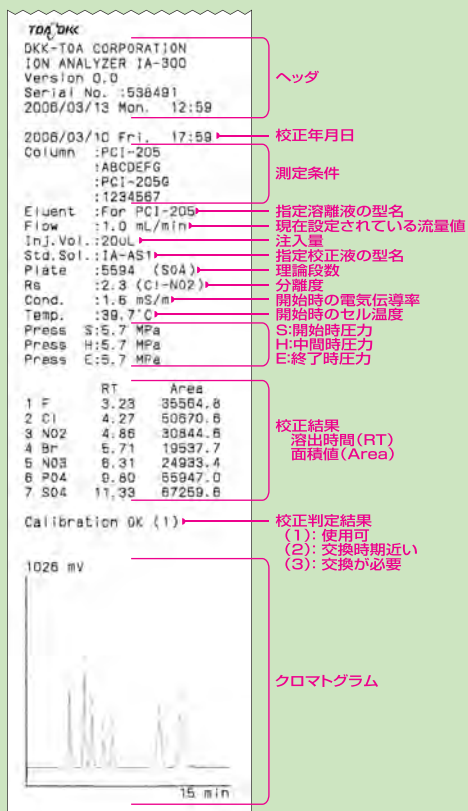 TOA DKK
DKK-TOA CORPORATION
ION ANALYZER IA-300
Version 0.0
Serial No. :538491
2006/03/13 Mon. 12:59
ヘッダ
2006/03/10 Fri. 17:59
校正年月日
Column :PCI-205
:ABCDEFG
:PCI-205G
:1234567
測定条件
Eluent :For PCI-205
指定溶離液の型名
Flow :1.0 mL/min
現在設定されている流量値
Inj.Vol.:20uL
注入量
Std.Sol.:IA-AS1
指定校正液の型名
Plate :5594 (SO4)
理論段数
Rs :2.3 (Cl-NO2)
分離度
Cond. :1.6 mS/m
開始時の電気伝導率
Temp. :39.7°C
開始時のセル温度
Press S:5.7 MPa
Press H:5.7 MPa
Press E:5.7 MPa
S:開始時圧力
H:中間時圧力
E:終了時圧力
RT Area
1 F 3.23 35564.8
2 Cl 4.27 50670.6
3 NO2 4.86 30844.6
4 Br 5.71 19537.7
5 NO3 6.31 24933.4
6 PO4 9.80 55947.0
7 SO4 11.33 67259.6
校正結果
溶出時間(RT)
面積値(Area)
Calibration OK (1)
校正判定結果
(1):使用可
(2):交換時期近い
(3):交換が必要
1026 mV
クロマトグラム
15 min